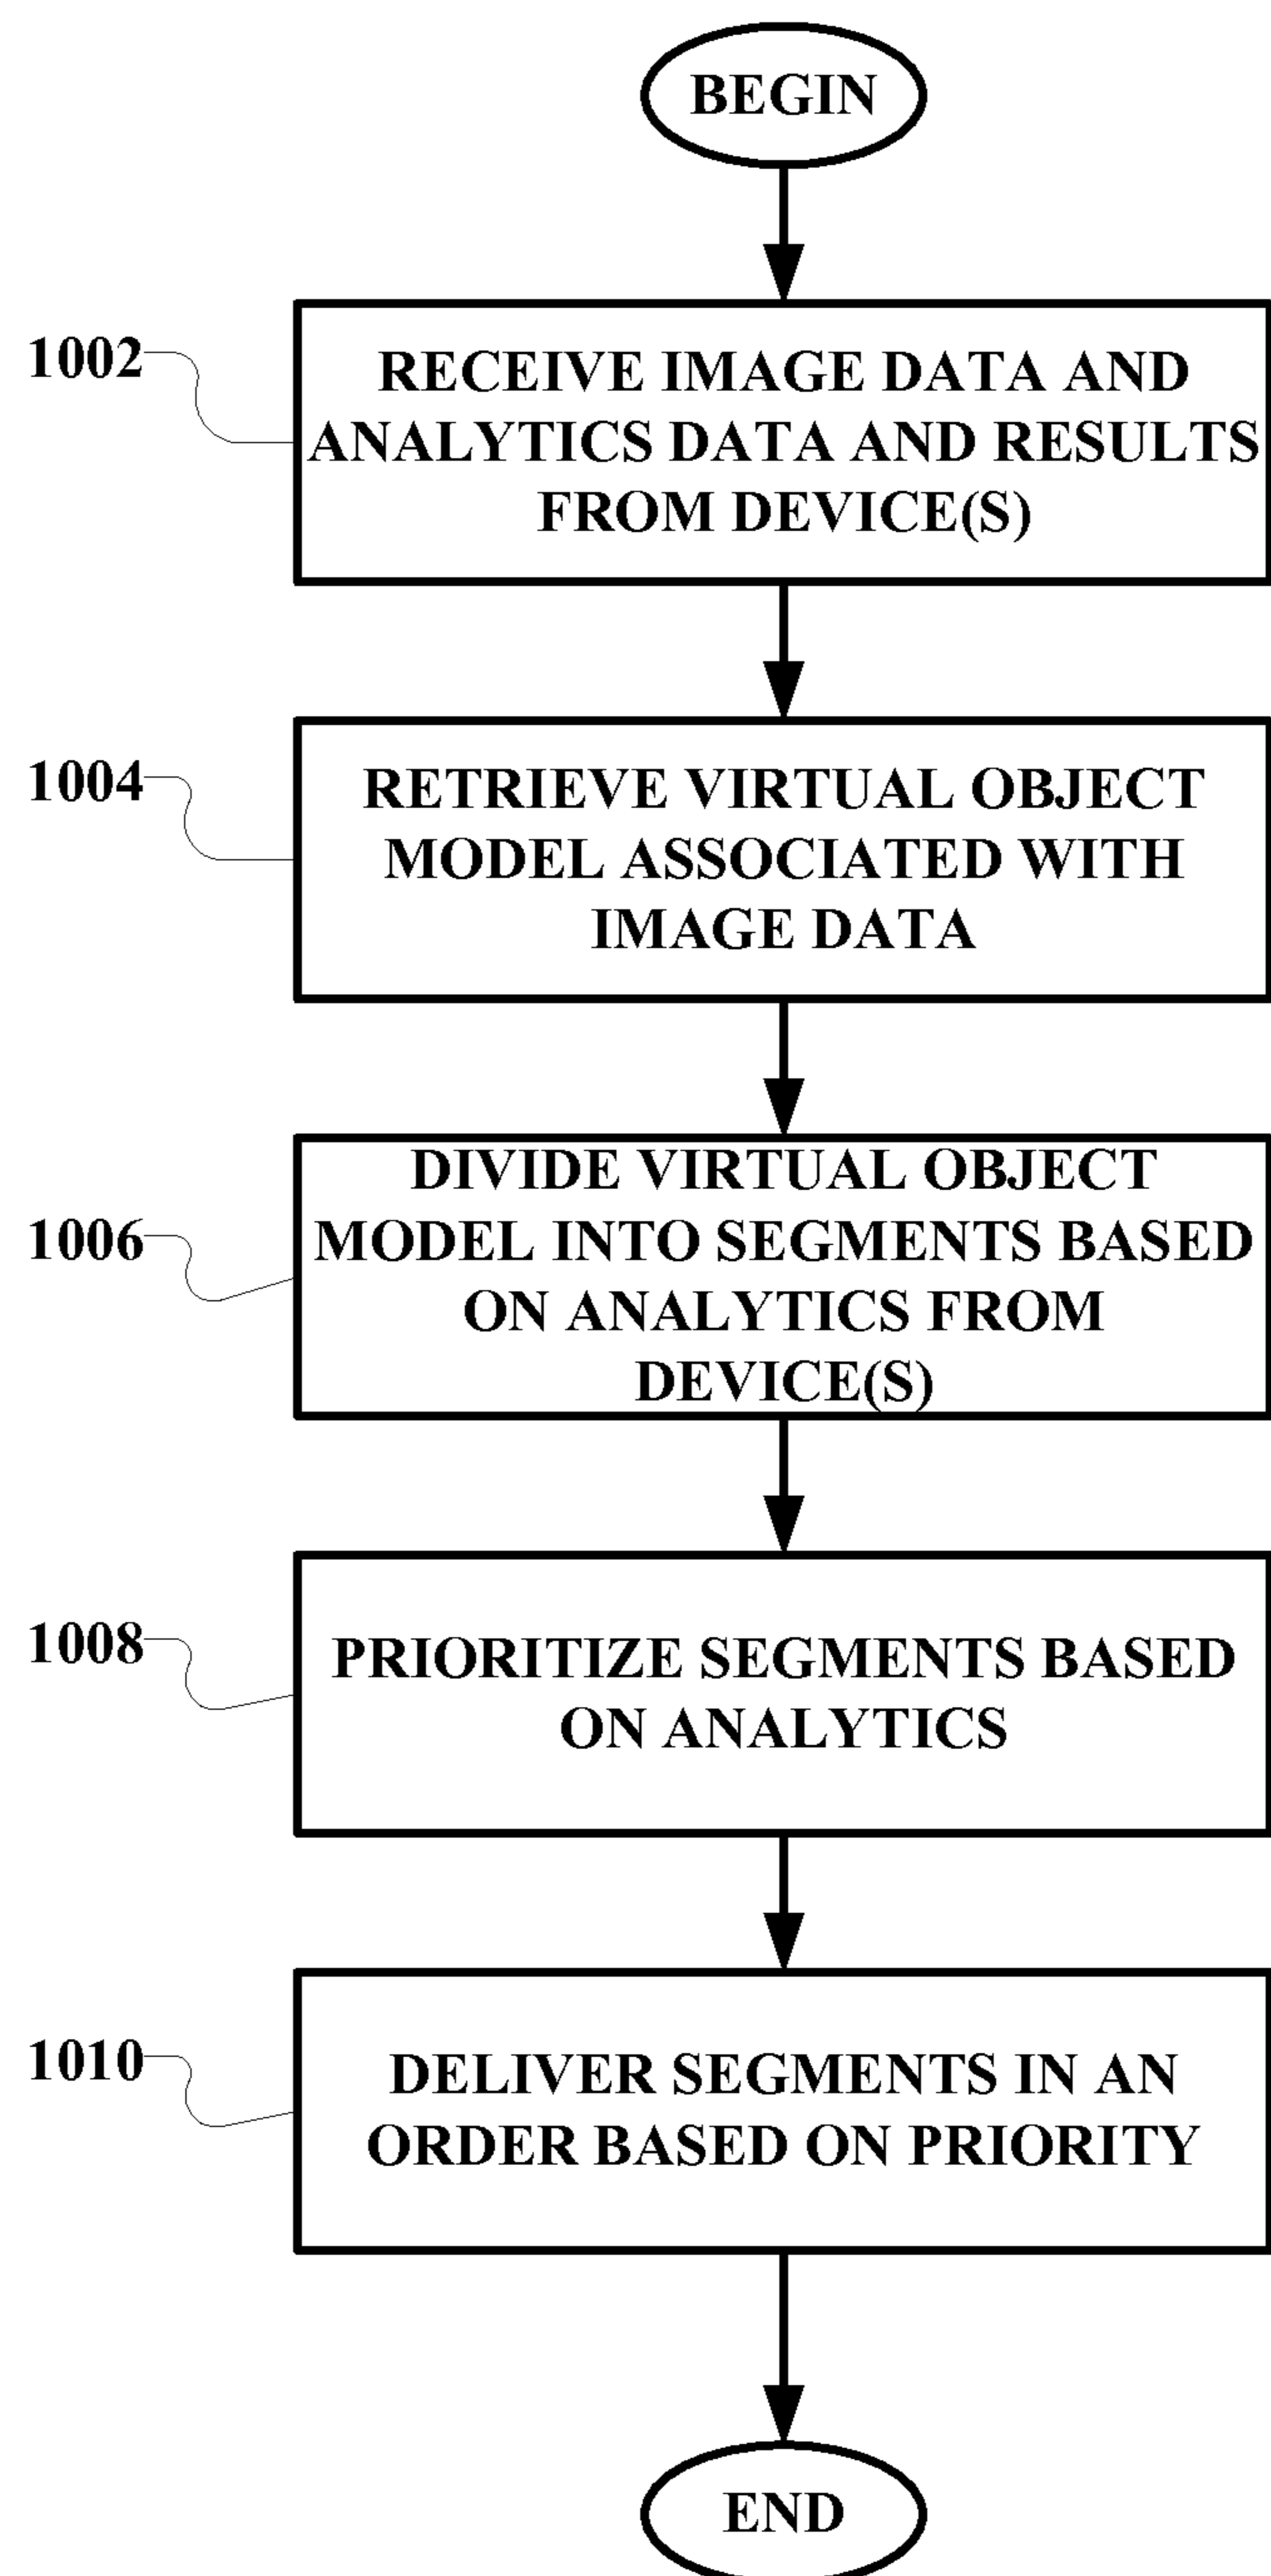 BEGIN
1002
RECEIVE IMAGE DATA AND
ANALYTICS DATA AND RESULTS
FROM DEVICE(S)
1004
RETRIEVE VIRTUAL OBJECT
MODEL ASSOCIATED WITH
IMAGE DATA
1006
DIVIDE VIRTUAL OBJECT
MODEL INTO SEGMENTS BASED
ON ANALYTICS FROM
DEVICE(S)
1008
PRIORITIZE SEGMENTS BASED
ON ANALYTICS
1010
DELIVER SEGMENTS IN AN
ORDER BASED ON PRIORITY
END